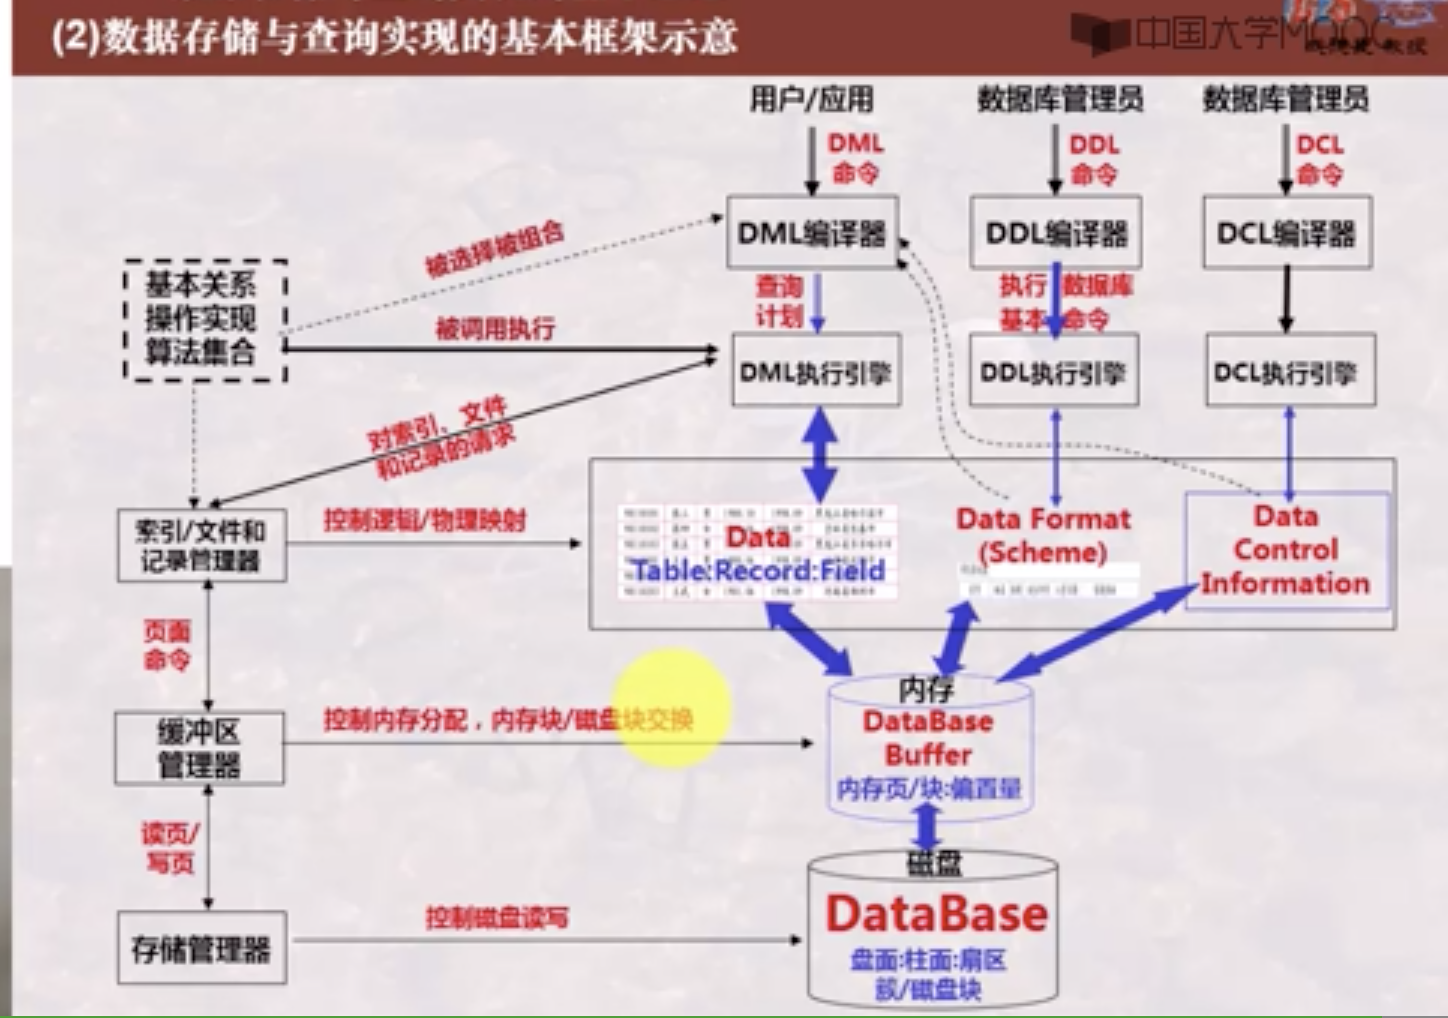 (2)数据存储与查询实现的基本框架示意
中国大学MOOC
教授
用户/应用
数据库管理员
数据库管理员
DML
命令
DDL
命令
DCL
命令
DML编译器
DDL编译器
DCL编译器
被选择被组合
基本关系
操作实现
算法集合
查询
计划
执行 数据库
基本 命令
被调用执行
DML执行引擎
DDL执行引擎
DCL执行引擎
对索引、文件
和记录的请求
索引/文件和
记录管理器
控制逻辑/物理映射
Data
Table:Record:Field
Data Format
(Scheme)
Data
Control
Information
页面
命令
缓冲区
管理器
控制内存分配，内存块/磁盘块交换
内存
DataBase
Buffer
内存页/块:偏置量
读页/
写页
存储管理器
控制磁盘读写
磁盘
DataBase
盘面:柱面:扇区
簇/磁盘块